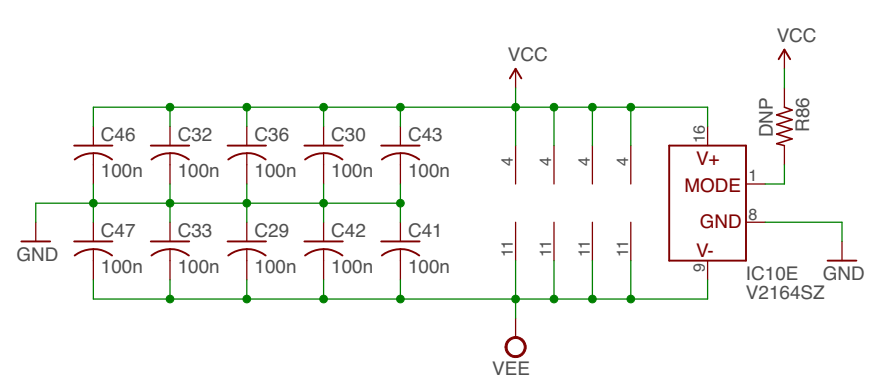 VCC
VCC
C46 C32 C36 C30 C43
100n 100n 100n 100n 100n
DNP
R86
4 4 4 4
16
V+
MODE 1
GND 8
C47 C33 C29 C42 C41
100n 100n 100n 100n 100n
GND
11 11 11 11
V-
9
IC10E
V2164SZ
GND
VEE